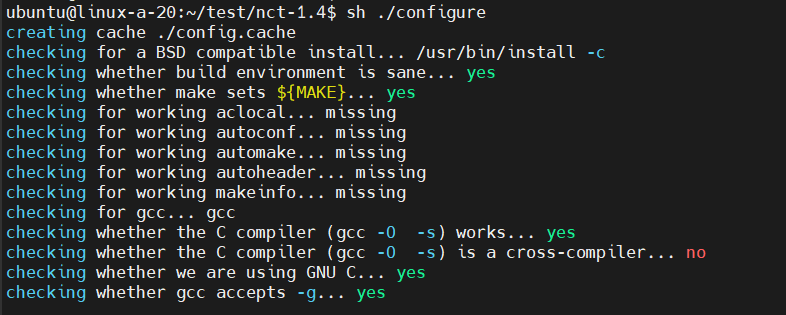 ubuntu@linux-a-20:~/test/nct-1.4$ sh ./configure
creating cache ./config.cache
checking for a BSD compatible install... /usr/bin/install -c
checking whether build environment is sane... yes
checking whether make sets ${MAKE}... yes
checking for working aclocal... missing
checking for working autoconf... missing
checking for working automake... missing
checking for working autoheader... missing
checking for working makeinfo... missing
checking for gcc... gcc
checking whether the C compiler (gcc -O  -s) works... yes
checking whether the C compiler (gcc -O  -s) is a cross-compiler... no
checking whether we are using GNU C... yes
checking whether gcc accepts -g... yes